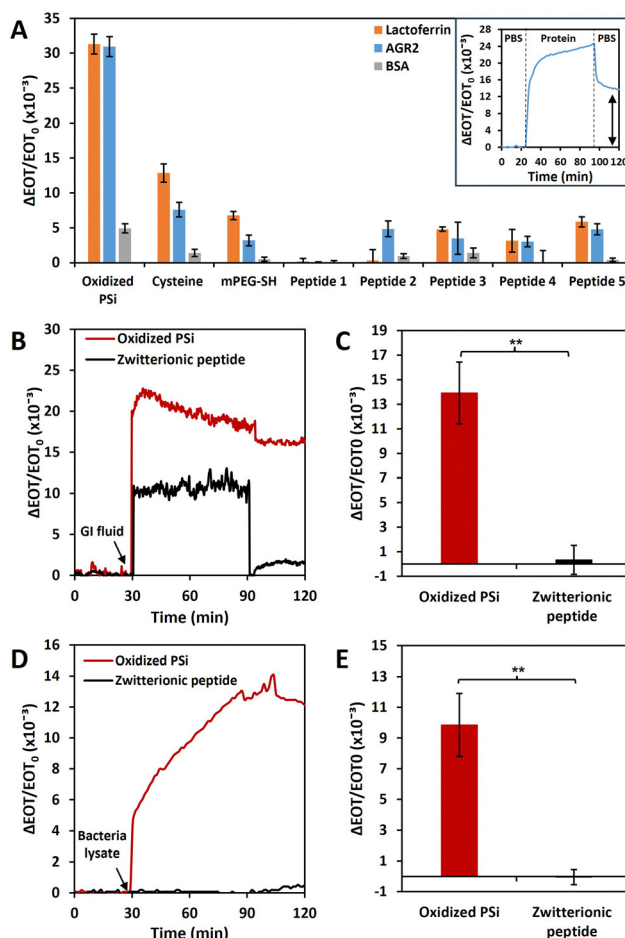 A
ΔEOT/EOT₀ (x10⁻³)
35
30
25
20
15
10
5
0
Lactoferrin
AGR2
BSA
Oxidized PSi
Cysteine
mPEG-SH
Peptide 1
Peptide 2
Peptide 3
Peptide 4
Peptide 5
PBS Protein PBS
ΔEOT/EOT₀ (x10⁻³)
28
24
20
16
12
8
4
0
0 20 40 60 80 100 120
Time (min)
B
Oxidized PSi
Zwitterionic peptide
ΔEOT/EOT₀ (x10⁻³)
30
25
20
15
10
5
0
GI fluid
0 30 60 90 120
Time (min)
C
ΔEOT/EOT0 (x10⁻³)
19
17
15
13
11
9
7
5
3
1
-1
**
Oxidized PSi
Zwitterionic
peptide
D
Oxidized PSi
Zwitterionic peptide
ΔEOT/EOT₀ (x10⁻³)
16
14
12
10
8
6
4
2
0
Bacteria
lysate
0 30 60 90 120
Time (min)
E
ΔEOT/EOT0 (x10⁻³)
15
13
11
9
7
5
3
1
-1
**
Oxidized PSi
Zwitterionic
peptide